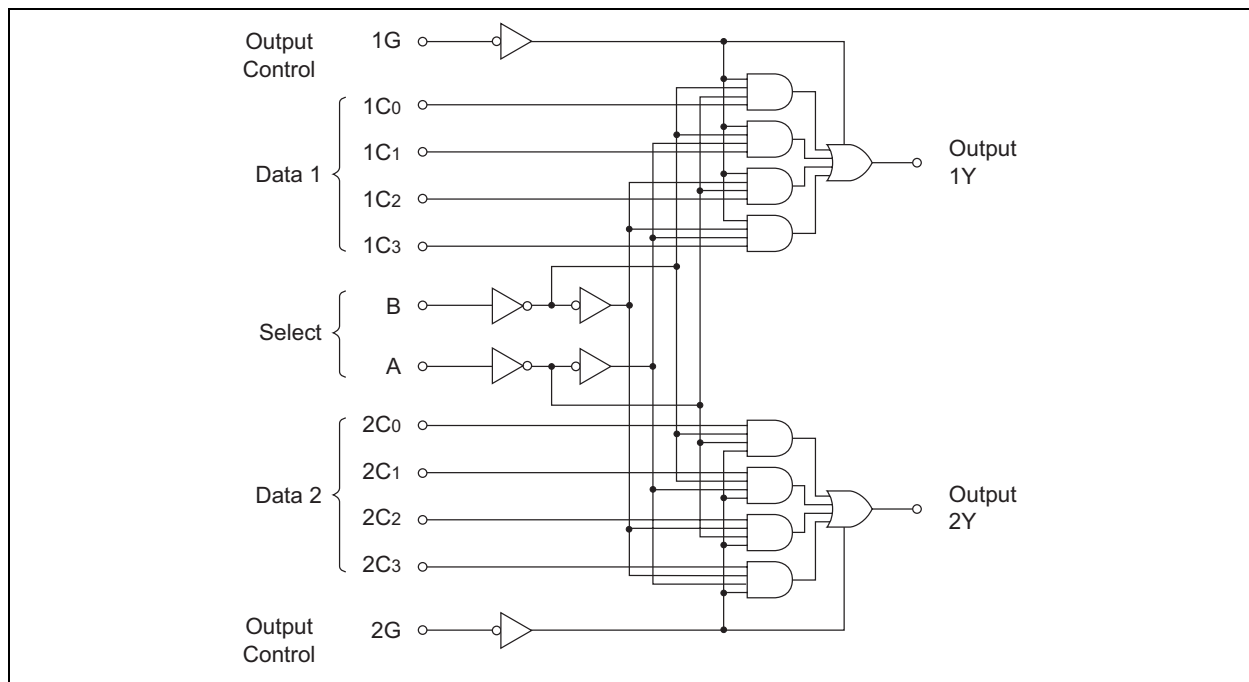 Output
Control
1G
1C0
1C1
Data 1
1C2
1C3
B
Select
A
2C0
2C1
Data 2
2C2
2C3
Output
Control
2G
Output
1Y
Output
2Y